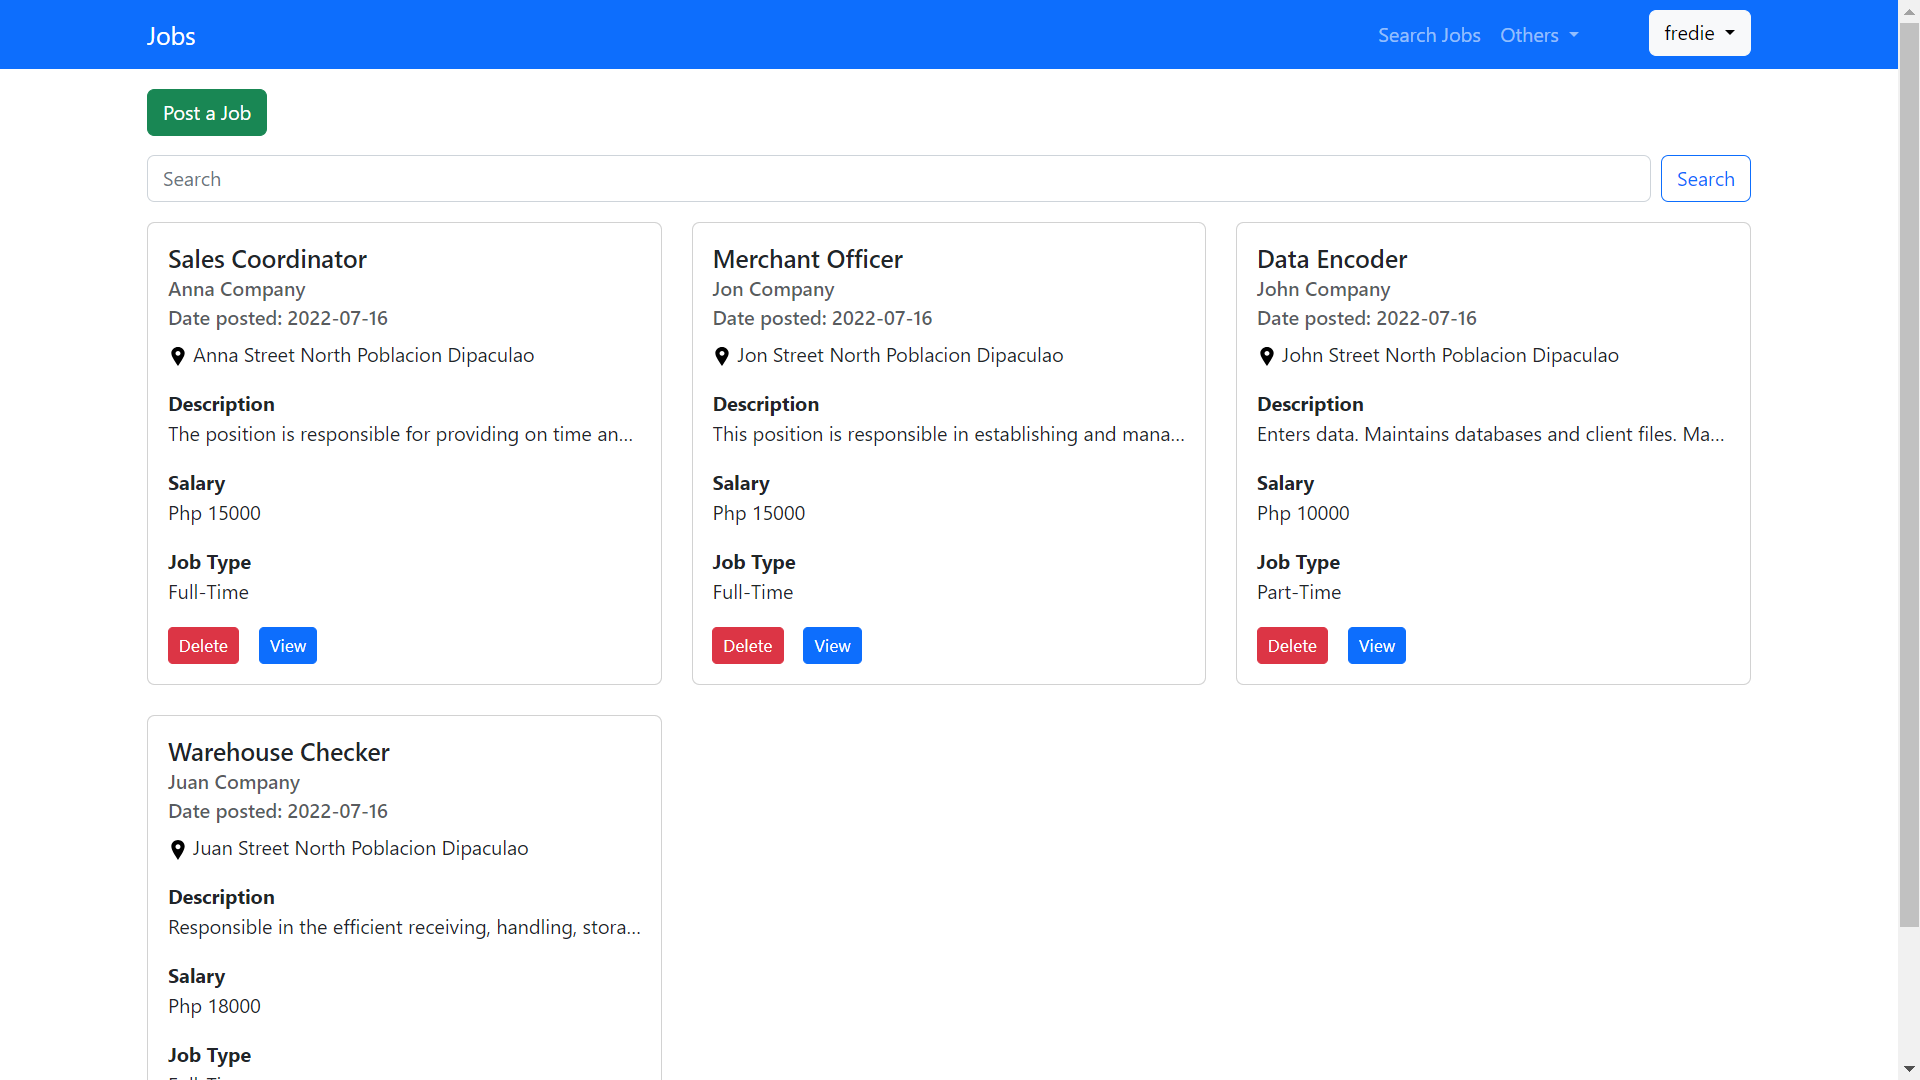 Jobs
Search Jobs
Others
fredie
Post a Job
Search
Search
Sales Coordinator
Anna Company
Date posted: 2022-07-16
Anna Street North Poblacion Dipaculao
Description
The position is responsible for providing on time an...
Salary
Php 15000
Job Type
Full-Time
Delete
View
Merchant Officer
Jon Company
Date posted: 2022-07-16
Jon Street North Poblacion Dipaculao
Description
This position is responsible in establishing and mana...
Salary
Php 15000
Job Type
Full-Time
Delete
View
Data Encoder
John Company
Date posted: 2022-07-16
John Street North Poblacion Dipaculao
Description
Enters data. Maintains databases and client files. Ma...
Salary
Php 10000
Job Type
Part-Time
Delete
View
Warehouse Checker
Juan Company
Date posted: 2022-07-16
Juan Street North Poblacion Dipaculao
Description
Responsible in the efficient receiving, handling, stora...
Salary
Php 18000
Job Type